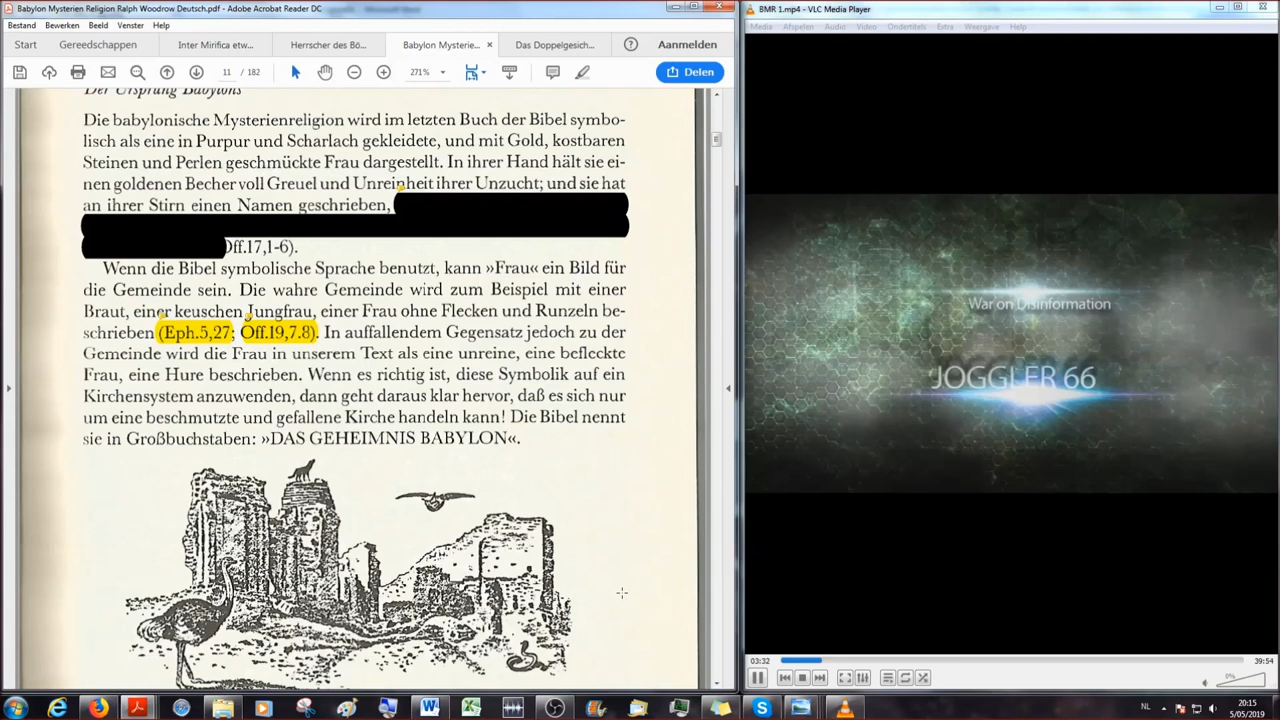 Babylon Mysterien Religion Ralph Woodrow Deutsch.pdf - Adobe Acrobat Reader DC
Bestand Bewerken Beeld Venster Help
Start Gereedschappen Inter Mirifica etw... Herrscher des Bö... Babylon Mysterie... × Das Doppelgesich... Aanmelden
11 / 182 271% Delen
Der Ursprung Babylons
Die babylonische Mysterienreligion wird im letzten Buch der Bibel symbo-
lisch als eine in Purpur und Scharlach gekleidete, und mit Gold, kostbaren
Steinen und Perlen geschmückte Frau dargestellt. In ihrer Hand hält sie ei-
nen goldenen Becher voll Greuel und Unreinheit ihrer Unzucht; und sie hat
an ihrer Stirn einen Namen geschrieben,
Off.17,1-6).
Wenn die Bibel symbolische Sprache benutzt, kann »Frau« ein Bild für
die Gemeinde sein. Die wahre Gemeinde wird zum Beispiel mit einer
Braut, einer keuschen Jungfrau, einer Frau ohne Flecken und Runzeln be-
schrieben (Eph.5,27; Off.19,7.8). In auffallendem Gegensatz jedoch zu der
Gemeinde wird die Frau in unserem Text als eine unreine, eine befleckte
Frau, eine Hure beschrieben. Wenn es richtig ist, diese Symbolik auf ein
Kirchensystem anzuwenden, dann geht daraus klar hervor, daß es sich nur
um eine beschmutzte und gefallene Kirche handeln kann! Die Bibel nennt
sie in Großbuchstaben: »DAS GEHEIMNIS BABYLON«.
BMR 1.mp4 - VLC Media Player
Media Afspelen Audio Video Ondertitels Extra Weergave Help
War on Disinformation
JOGGLER 66
03:32 39:54
0%
NL 20:15
5/05/2019